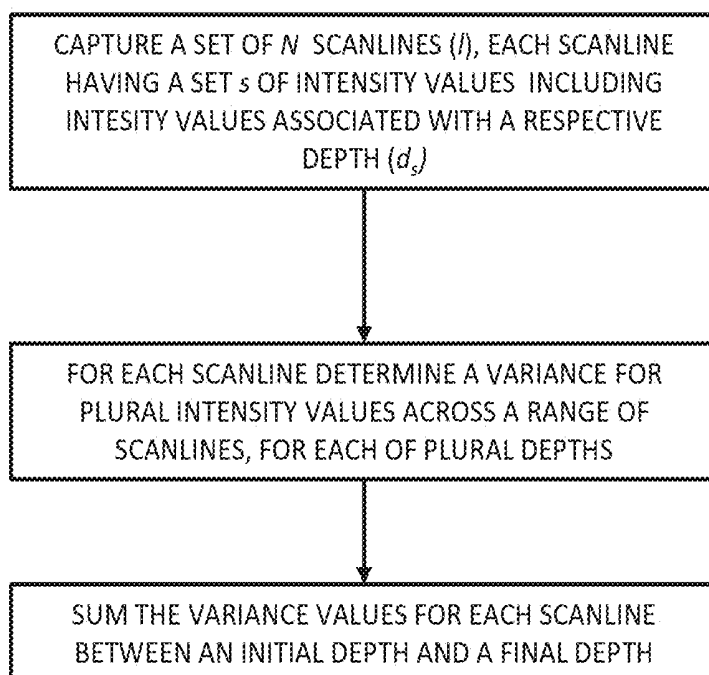 CAPTURE A SET OF N SCANLINES (l), EACH SCANLINE
HAVING A SET s OF INTENSITY VALUES INCLUDING
INTESITY VALUES ASSOCIATED WITH A RESPECTIVE
DEPTH (dₛ)
FOR EACH SCANLINE DETERMINE A VARIANCE FOR
PLURAL INTENSITY VALUES ACROSS A RANGE OF
SCANLINES, FOR EACH OF PLURAL DEPTHS
SUM THE VARIANCE VALUES FOR EACH SCANLINE
BETWEEN AN INITIAL DEPTH AND A FINAL DEPTH